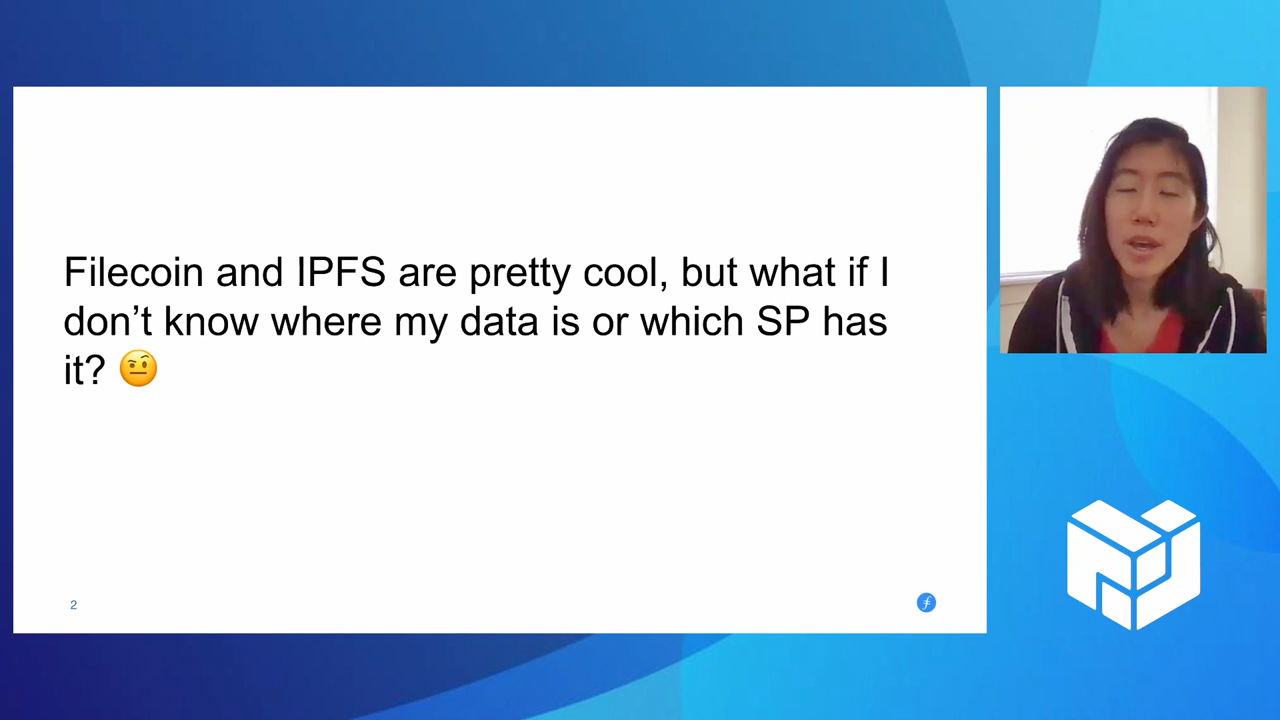 Filecoin and IPFS are pretty cool, but what if I
don’t know where my data is or which SP has
it? 🤨
2